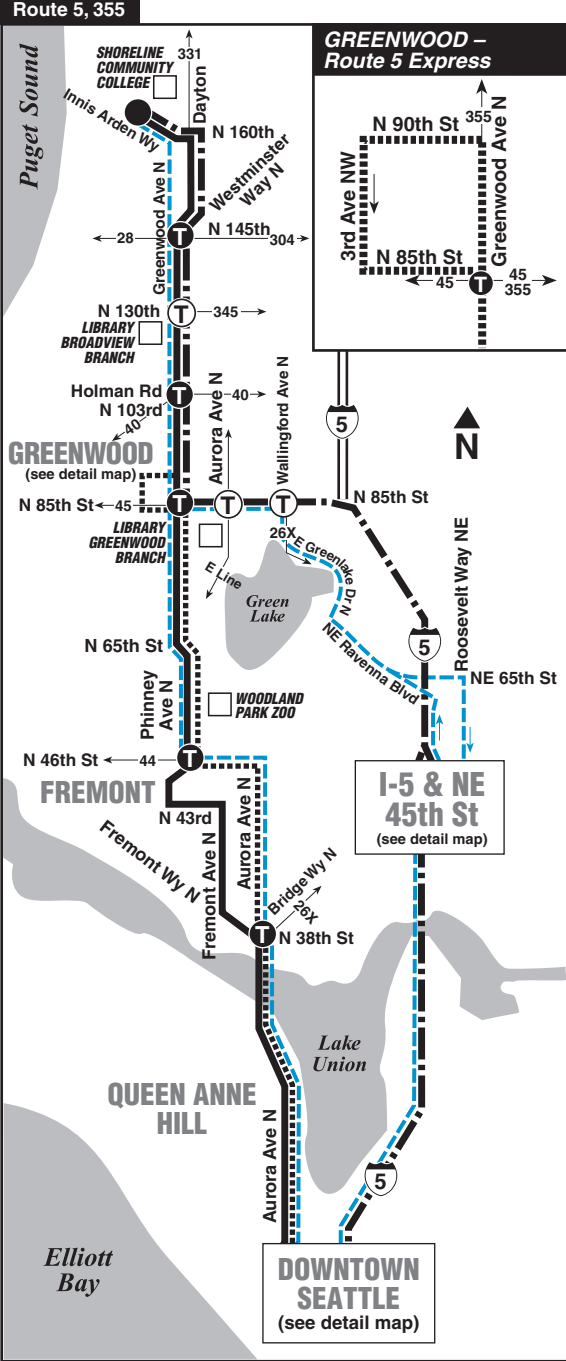 Route 5, 355
GREENWOOD –
Route 5 Express
355
N 90th St
Greenwood Ave N
3rd Ave NW
N 85th St
45
T
45
355
Puget Sound
SHORELINE
COMMUNITY
COLLEGE
331
Dayton
Innis Arden Wy
N 160th
Westminster
Way N
Greenwood Ave N
28
T
N 145th
304
N 130th
T
345
LIBRARY
BROADVIEW
BRANCH
Holman Rd
N 103rd
T
40
40
GREENWOOD
(see detail map)
Aurora Ave N
Wallingford Ave N
5
N
N 85th St
45
T
T
T
N 85th St
LIBRARY
GREENWOOD
BRANCH
26X
E Greenlake Dr N
E Line
Green
Lake
NE Ravenna Blvd
5
Roosevelt Way NE
NE 65th St
N 65th St
Phinney
Ave N
WOODLAND
PARK ZOO
N 46th St
44
T
FREMONT
N 43rd
Aurora Ave N
I-5 & NE
45th St
(see detail map)
Fremont Wy N
Fremont Ave N
Bridge Wy N
26X
T
N 38th St
Lake
Union
QUEEN ANNE
HILL
Aurora Ave N
5
Elliott
Bay
DOWNTOWN
SEATTLE
(see detail map)